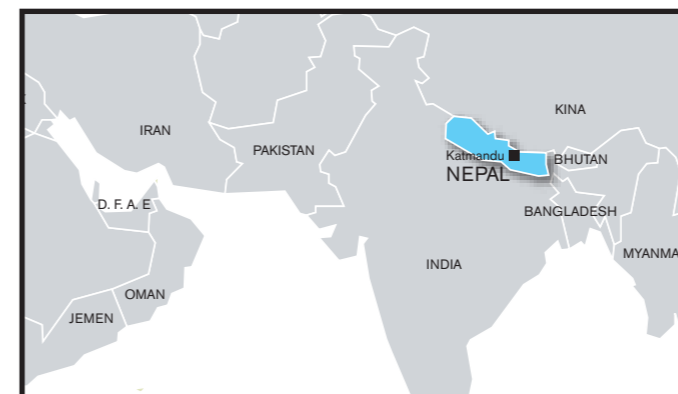 KINA
IRAN
PAKISTAN
Katmandu
BHUTAN
NEPAL
D. F. A. E
BANGLADESH
MYANMA
INDIA
OMAN
JEMEN